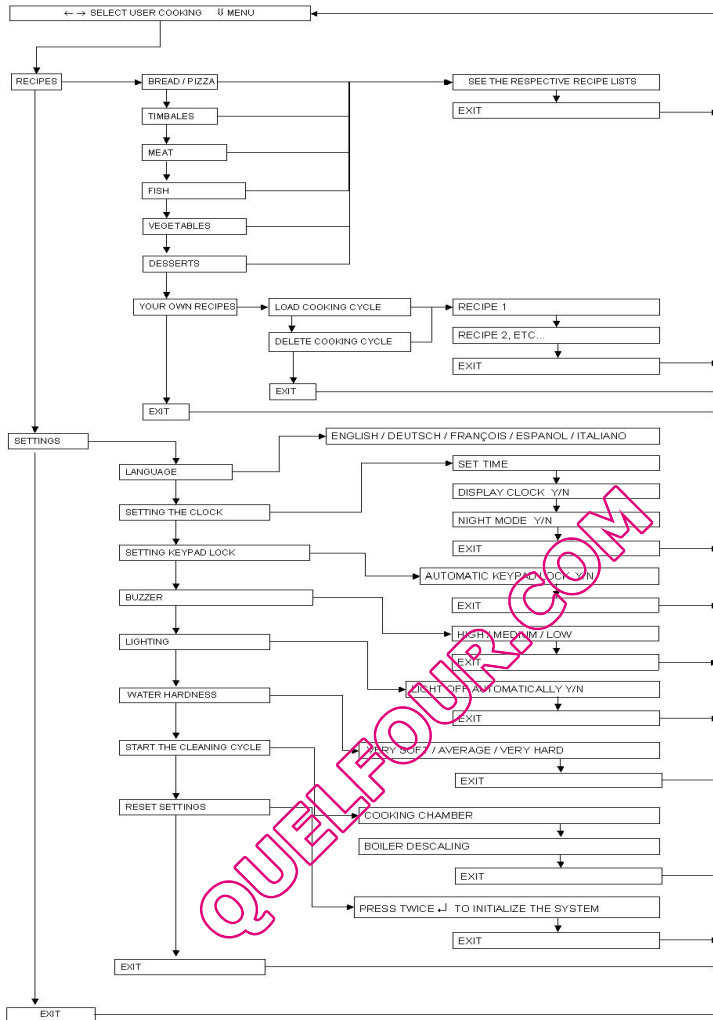 ← → SELECT USER COOKING ⇓ MENU
RECIPES
BREAD / PIZZA
SEE THE RESPECTIVE RECIPE LISTS
EXIT
TIMBALES
MEAT
FISH
VEGETABLES
DESSERTS
YOUR OWN RECIPES
LOAD COOKING CYCLE
RECIPE 1
DELETE COOKING CYCLE
RECIPE 2, ETC...
EXIT
EXIT
EXIT
SETTINGS
ENGLISH / DEUTSCH / FRANÇOIS / ESPANOL / ITALIANO
LANGUAGE
SET TIME
DISPLAY CLOCK Y/N
SETTING THE CLOCK
NIGHT MODE Y/N
EXIT
SETTING KEYPAD LOCK
AUTOMATIC KEYPAD LOCK Y/N
EXIT
BUZZER
HIGH / MEDIUM / LOW
EXIT
LIGHTING
LIGHT OFF AUTOMATICALLY Y/N
EXIT
WATER HARDNESS
VERY SOFT / AVERAGE / VERY HARD
EXIT
START THE CLEANING CYCLE
COOKING CHAMBER
BOILER DESCALING
EXIT
RESET SETTINGS
PRESS TWICE ↵ TO INITIALIZE THE SYSTEM
EXIT
EXIT
EXIT
QUELFOUR.COM